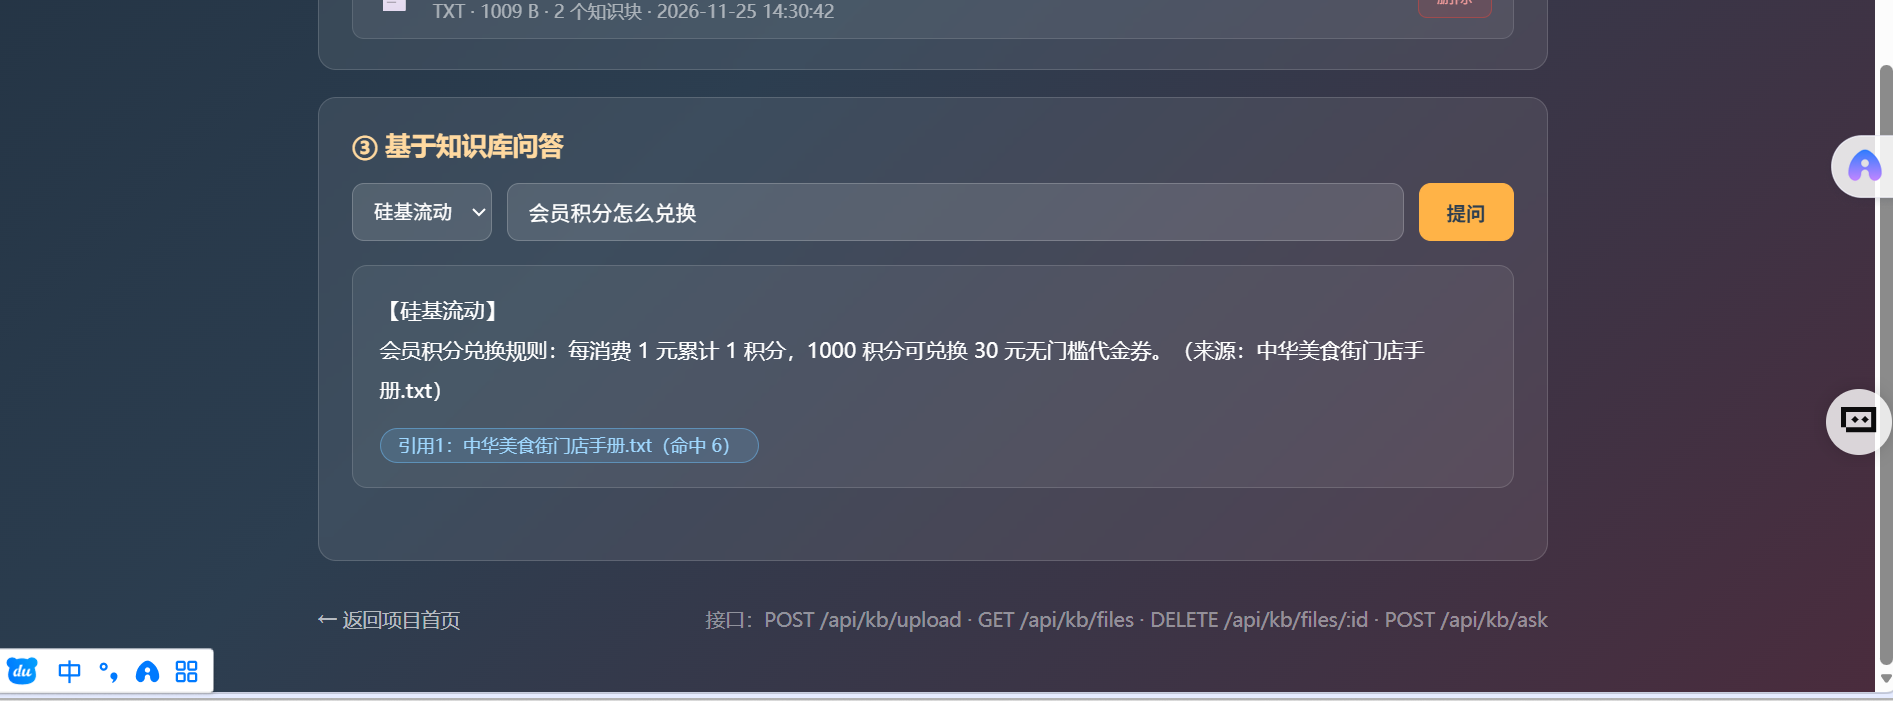 TXT · 1009 B · 2 个知识块 · 2026-11-25 14:30:42
删除
③ 基于知识库问答
硅基流动
会员积分怎么兑换
提问
【硅基流动】
会员积分兑换规则：每消费 1 元累计 1 积分，1000 积分可兑换 30 元无门槛代金券。（来源：中华美食街门店手
册.txt）
引用1：中华美食街门店手册.txt（命中 6）
← 返回项目首页
接口：POST /api/kb/upload · GET /api/kb/files · DELETE /api/kb/files/:id · POST /api/kb/ask
du 中 °,